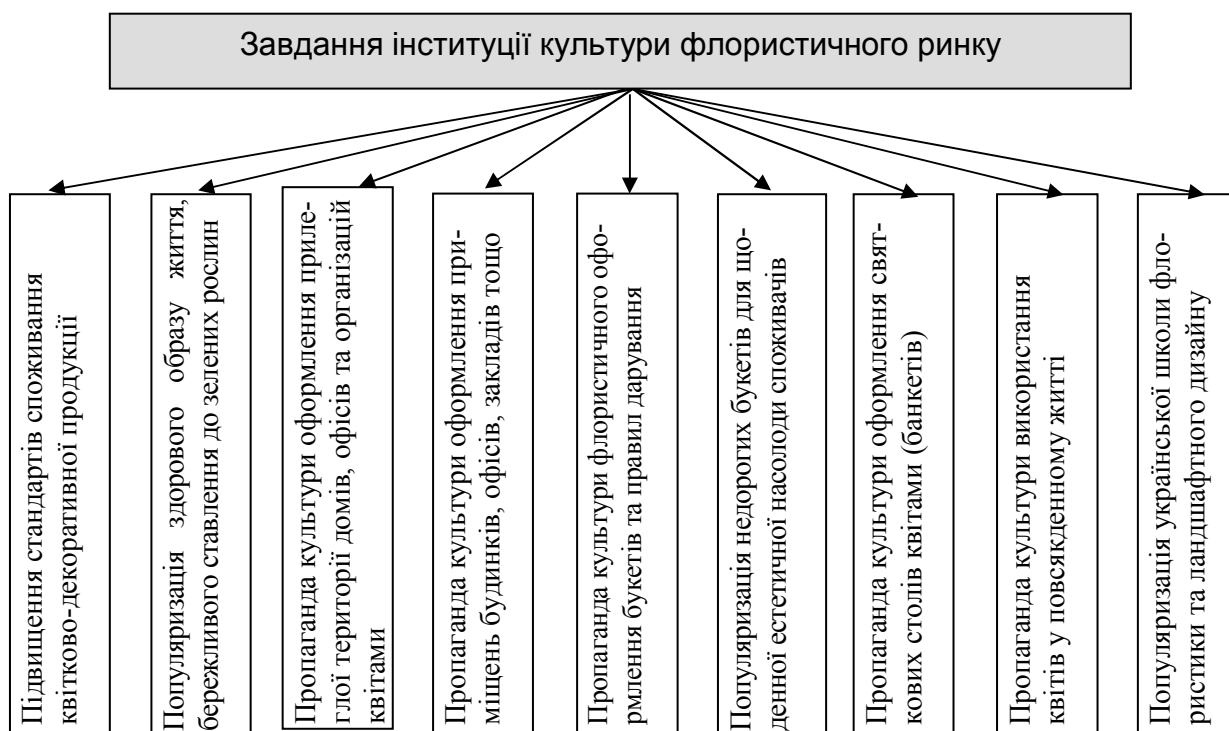 Завдання інституції культури флористичного ринку
Підвищення стандартів споживання
квітково-декоративної продукції
Популяризація здорового образу життя,
бережливого ставлення до зелених рослин
Пропаганда культури оформлення приле-
глої території домів, офісів та організацій
квітами
Пропаганда культури оформлення при-
міщень будинків, офісів, закладів тощо
Пропаганда культури флористичного офо-
рмлення букетів та правил дарування
Популяризація недорогих букетів для що-
денної естетичної насолоди споживачів
Пропаганда культури оформлення свят-
кових столів квітами (банкетів)
Пропаганда культури використання
квітів у повсякденному житті
Популяризація української школи фло-
ристики та ландшафтного дизайну